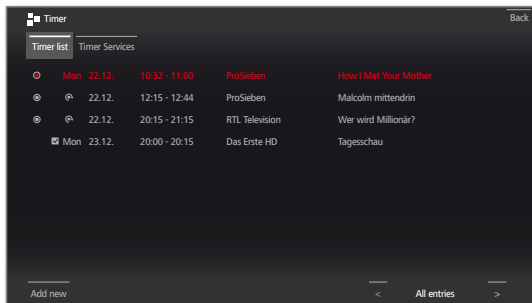 Timer
Back
Timer list Timer Services
Mon 22.12. 10:32 - 11:00 ProSieben How I Met Your Mother
22.12. 12:15 - 12:44 ProSieben Malcolm mittendrin
22.12. 20:15 - 21:15 RTL Television Wer wird Millionär?
Mon 23.12. 20:00 - 20:15 Das Erste HD Tagesschau
Add new < All entries >